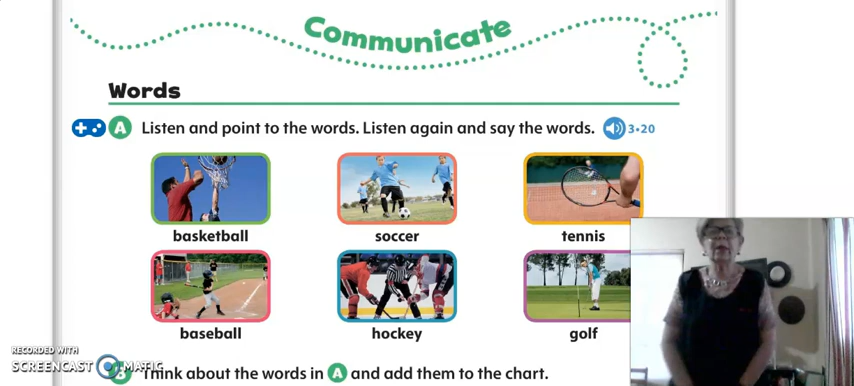 Communicate
Words
A Listen and point to the words. Listen again and say the words. 3•20
basketball soccer tennis
baseball hockey golf
RECORDED WITH
SCREENCAST MATIC
B Think about the words in A and add them to the chart.